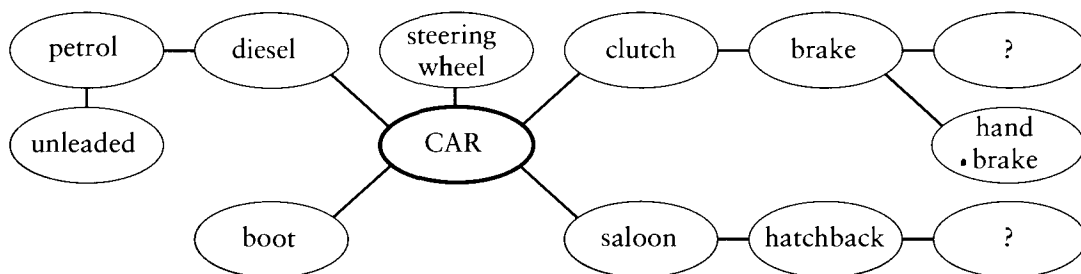 petrol
diesel
steering
wheel
clutch
brake
?
unleaded
CAR
hand
brake
boot
saloon
hatchback
?